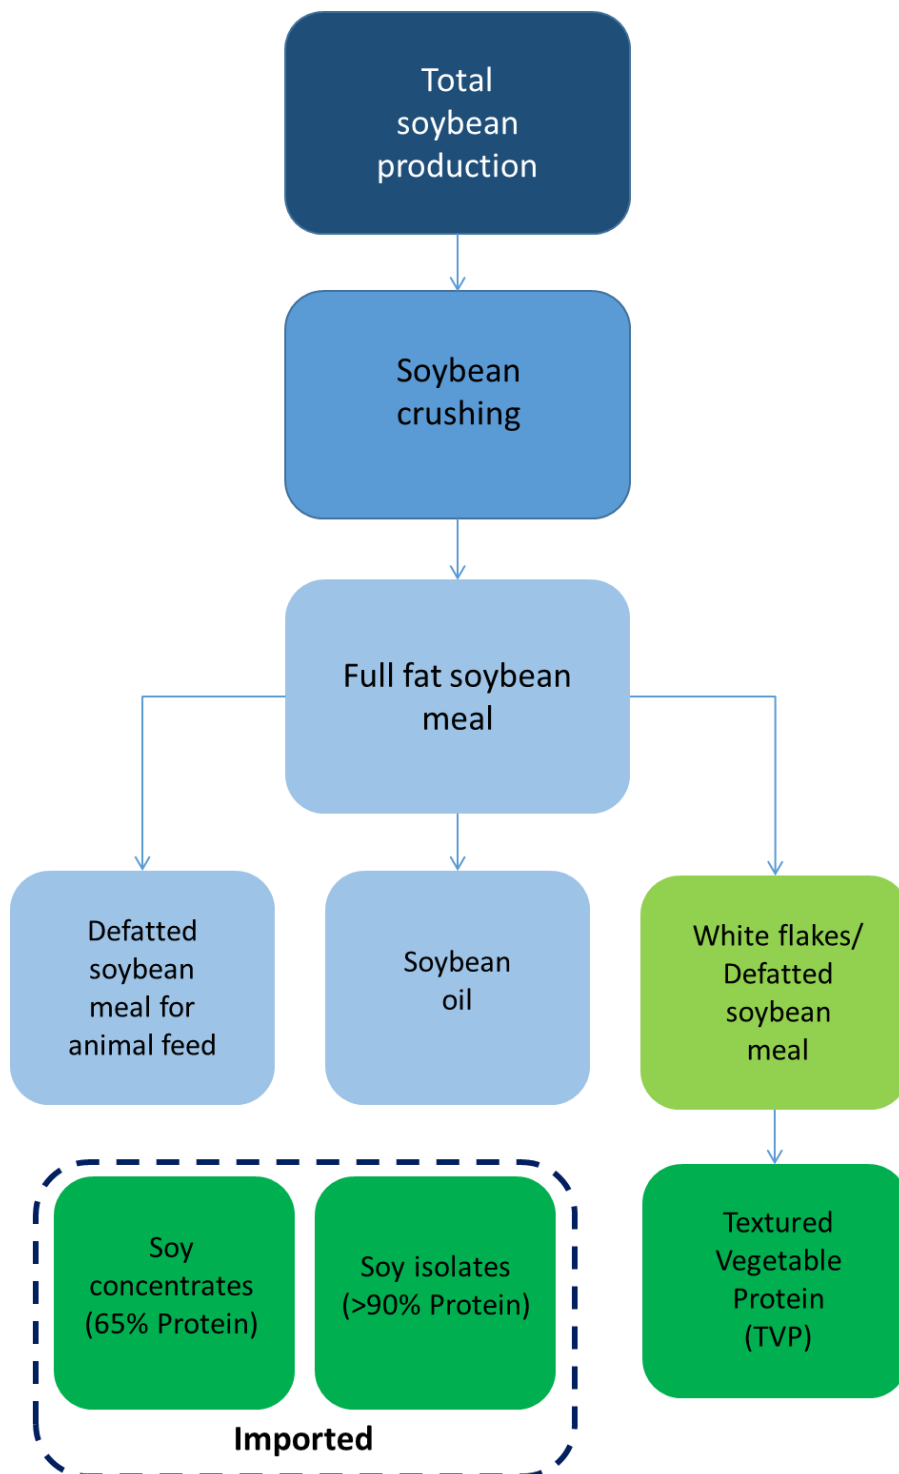 Total
soybean
production
Soybean
crushing
Full fat soybean
meal
Defatted
soybean
meal for
animal feed
Soybean
oil
White flakes/
Defatted
soybean
meal
Soy
concentrates
(65% Protein)
Soy isolates
(>90% Protein)
Textured
Vegetable
Protein
(TVP)
Imported